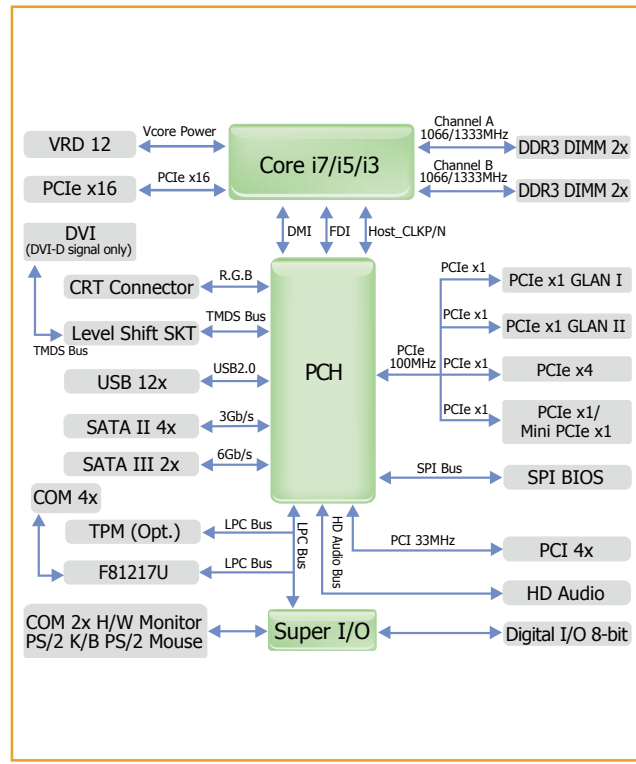 Vcore Power
VRD 12
Core i7/i5/i3
Channel A
1066/1333MHz
DDR3 DIMM 2x
PCIe x16
PCIe x16
Channel B
1066/1333MHz
DDR3 DIMM 2x
DMI
FDI
Host_CLKP/N
DVI
(DVI-D signal only)
CRT Connector
R.G.B
Level Shift SKT
TMDS Bus
TMDS Bus
USB 12x
USB2.0
SATA II 4x
3Gb/s
SATA III 2x
6Gb/s
PCH
PCIe
100MHz
PCIe x1
PCIe x1 GLAN I
PCIe x1
PCIe x1 GLAN II
PCIe x1
PCIe x4
PCIe x1
PCIe x1/
Mini PCIe x1
SPI Bus
SPI BIOS
COM 4x
TPM (Opt.)
LPC Bus
F81217U
LPC Bus
LPC Bus
HD Audio Bus
PCI 33MHz
PCI 4x
HD Audio
COM 2x H/W Monitor
PS/2 K/B PS/2 Mouse
Super I/O
Digital I/O 8-bit